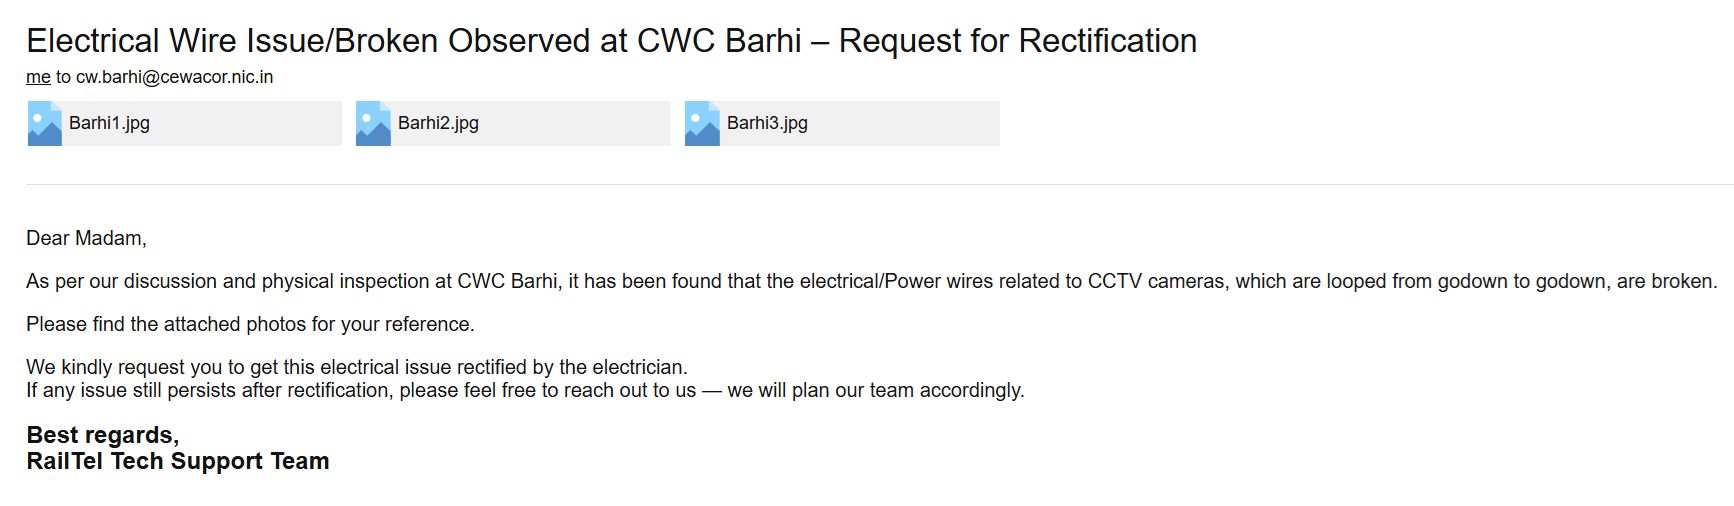 Electrical Wire Issue/Broken Observed at CWC Barhi – Request for Rectification
me to cw.barhi@cewacor.nic.in
Barhi1.jpg Barhi2.jpg Barhi3.jpg
Dear Madam,
As per our discussion and physical inspection at CWC Barhi, it has been found that the electrical/Power wires related to CCTV cameras, which are looped from godown to godown, are broken.
Please find the attached photos for your reference.
We kindly request you to get this electrical issue rectified by the electrician.
If any issue still persists after rectification, please feel free to reach out to us — we will plan our team accordingly.
Best regards,
RailTel Tech Support Team